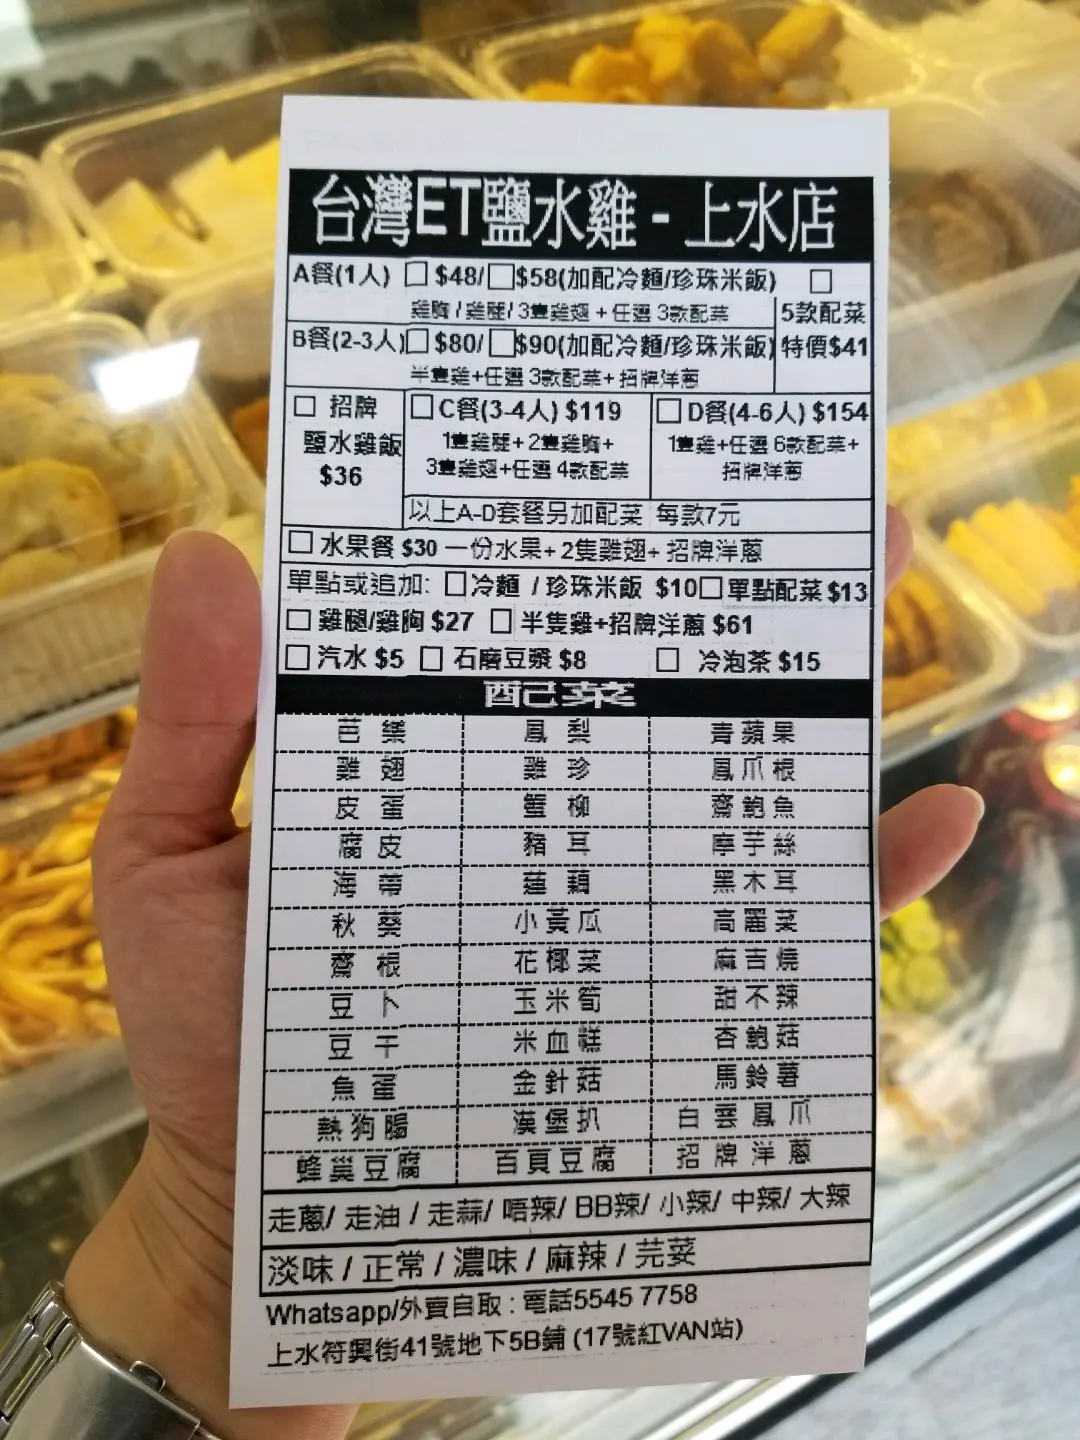 台灣ET鹽水雞 - 上水店
A餐(1人) □ $48/□$58(加配冷麵/珍珠米飯)
雞胸 / 雞腿/ 3隻雞翅 + 任選 3款配菜
□
5款配菜
特價$41
B餐(2-3人)□ $80/ □$90(加配冷麵/珍珠米飯)
半隻雞+任選 3款配菜+ 招牌洋蔥
□ 招牌
鹽水雞飯
$36
□C餐(3-4人) $119
1隻雞腿+ 2隻雞胸+
3隻雞翅+任選 4款配菜
□D餐(4-6人) $154
1隻雞+任選 6款配菜+
招牌洋蔥
以上A-D套餐另加配菜 每款7元
□ 水果餐 $30 一份水果+ 2隻雞翅+ 招牌洋蔥
單點或追加: □冷麵 / 珍珠米飯 $10□單點配菜 $13
□ 雞腿/雞胸 $27 □ 半隻雞+招牌洋蔥 $61
□ 汽水 $5 □ 石磨豆漿 $8 □ 冷泡茶 $15
配菜
芭樂 鳳梨 青蘋果
雞翅 雞珍 鳳爪根
皮蛋 蟹柳 齋鮑魚
腐皮 豬耳 摩芋絲
海帶 蓮藕 黑木耳
秋葵 小黃瓜 高麗菜
齋根 花椰菜 麻吉燒
豆卜 玉米筍 甜不辣
豆干 米血糕 杏鮑菇
魚蛋 金針菇 馬鈴薯
熱狗腸 漢堡扒 白雲鳳爪
蜂巢豆腐 百頁豆腐 招牌洋蔥
走蔥/ 走油 / 走蒜/ 唔辣/ BB辣/ 小辣/ 中辣/ 大辣
淡味 / 正常 / 濃味 / 麻辣 / 芫荽
Whatsapp/外賣自取 : 電話5545 7758
上水符興街41號地下5B鋪 (17號紅VAN站)